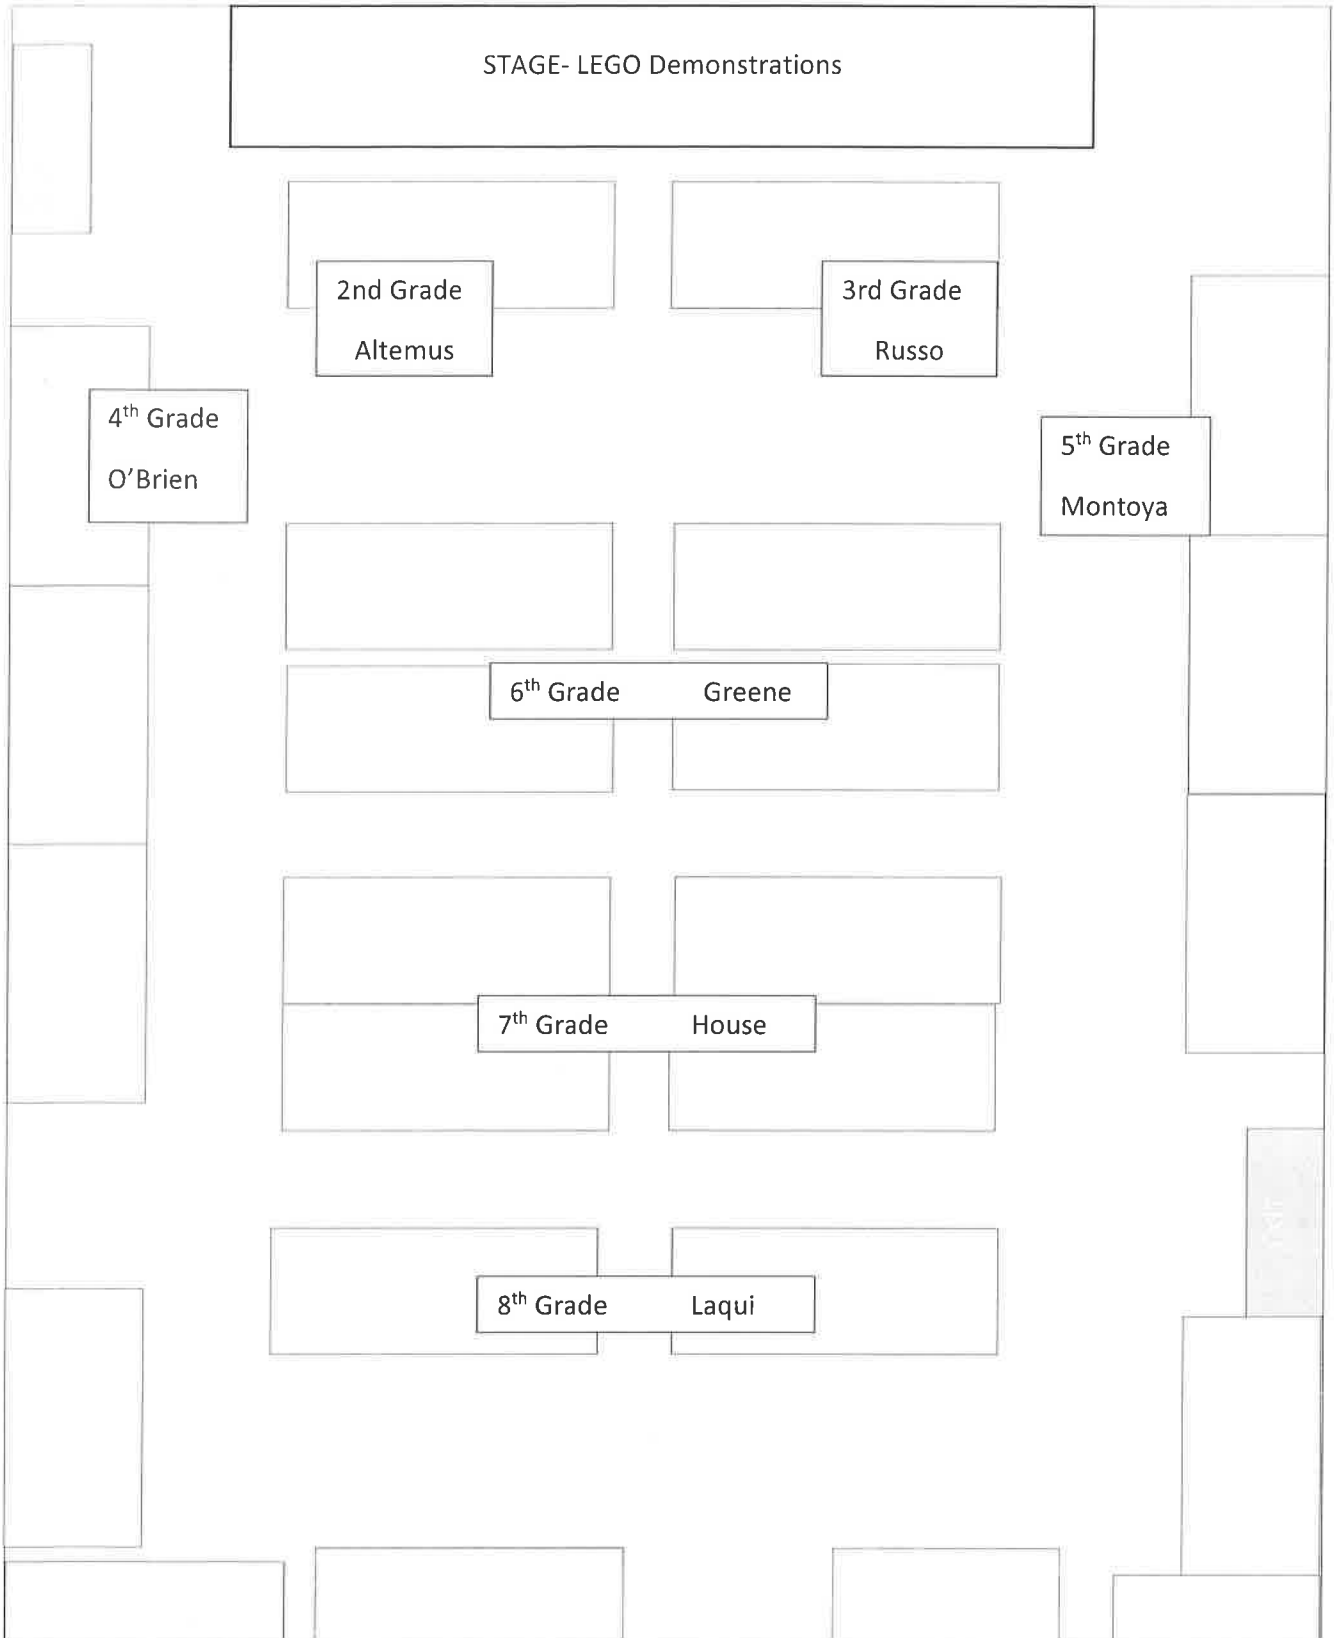 STAGE- LEGO Demonstrations
2nd Grade
Altemus
3rd Grade
Russo
4th Grade
O'Brien
5th Grade
Montoya
6th Grade Greene
7th Grade House
8th Grade Laqui